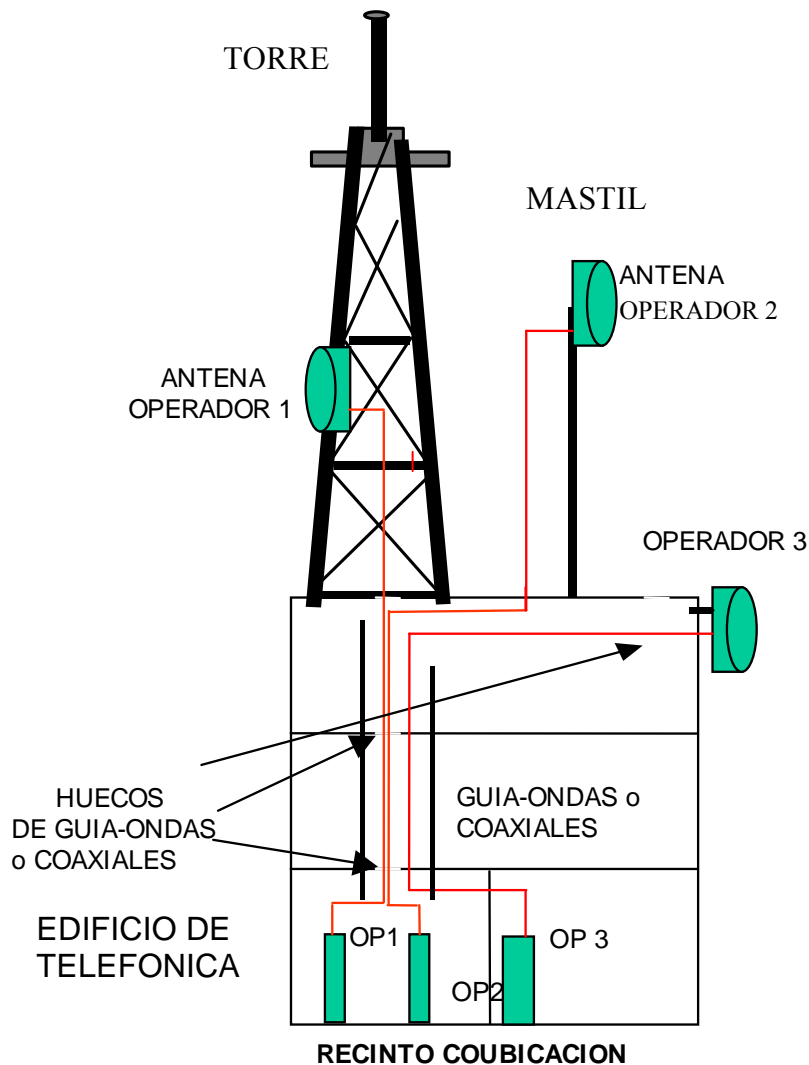 TORRE
MASTIL
ANTENA
OPERADOR 2
ANTENA
OPERADOR 1
OPERADOR 3
HUECOS
DE GUIA-ONDAS
o COAXIALES
GUIA-ONDAS o
COAXIALES
EDIFICIO DE
TELEFONICA
OP1
OP2
OP 3
RECINTO COUBICACION